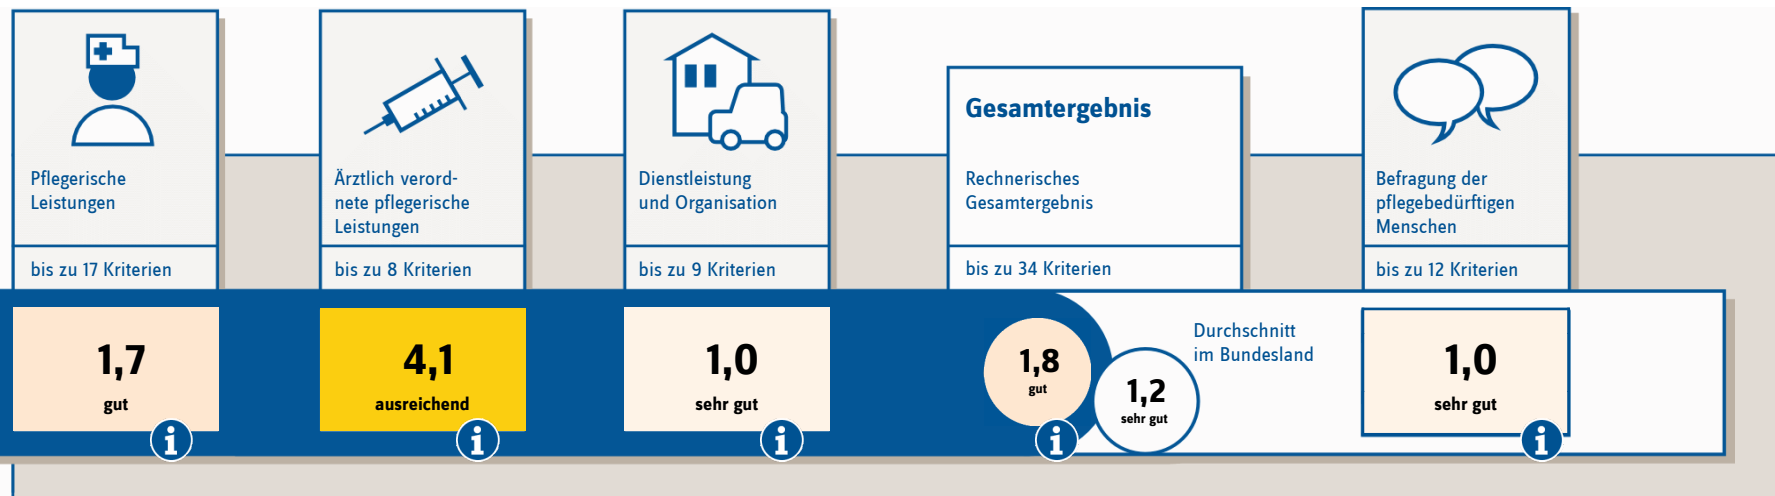 Pflegerische
Leistungen
bis zu 17 Kriterien
1,7
gut
i
Ärztlich verord-
nete pflegerische
Leistungen
bis zu 8 Kriterien
4,1
ausreichend
i
Dienstleistung
und Organisation
bis zu 9 Kriterien
1,0
sehr gut
i
Gesamtergebnis
Rechnerisches
Gesamtergebnis
bis zu 34 Kriterien
1,8
gut
i
1,2
sehr gut
Durchschnitt
im Bundesland
Befragung der
pflegebedürftigen
Menschen
bis zu 12 Kriterien
1,0
sehr gut
i